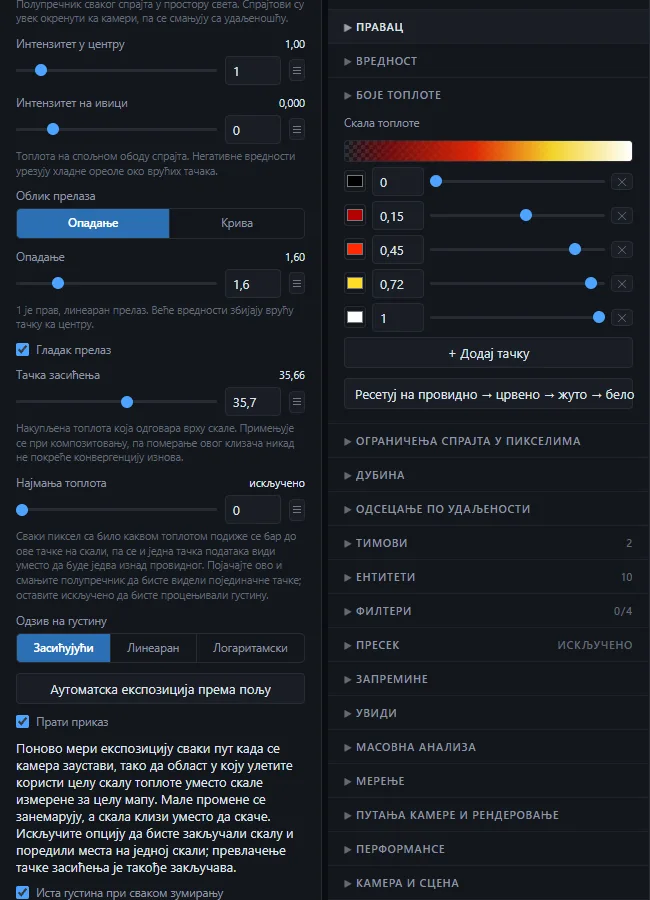 Полупречник сваког спрајта у простору света. Спрајтови су
увек окренути ка камери, па се смањују са удаљеношћу.
Интензитет у центру 1,00
1
Интензитет на ивици 0,000
0
Топлота на спољном ободу спрајта. Негативне вредности
урезују хладне ореоле око врућих тачака.
Облик прелаза
Опадање Крива
Опадање 1,60
1,6
1 је прав, линеаран прелаз. Веће вредности збијају врућу
тачку ка центру.
Гладак прелаз
Тачка засићења 35,66
35,7
Накупљена топлота која одговара врху скале. Примењује
се при композитовању, па померање овог клизача никад
не покреће конвергенцију изнова.
Најмања топлота искључено
0
Сваки пиксел са било каквом топлотом подиже се бар до
ове тачке на скали, па се и једна тачка података види
уместо да буде једва изнад провидног. Појачајте ово и
смањите полупречник да бисте видели појединачне тачке;
оставите искључено да бисте процењивали густину.
Одзив на густину
Засићујући Линеаран Логаритамски
Аутоматска експозиција према пољу
Прати приказ
Поново мери експозицију сваки пут када се
камера заустави, тако да област у коју улетите
користи целу скалу топлоте уместо скале
измерене за целу мапу. Мале промене се
занемарују, а скала клизи уместо да скаче.
Искључите опцију да бисте закључали скалу и
поредили места на једној скали; превлачење
тачке засићења је такође закључава.
Иста густина при сваком зумирању
ПРАВАЦ
ВРЕДНОСТ
БОЈЕ ТОПЛОТЕ
Скала топлоте
0
0,15
0,45
0,72
1
+ Додај тачку
Ресетуј на провидно → црвено → жуто → бело
ОГРАНИЧЕЊА СПРАЈТА У ПИКСЕЛИМА
ДУБИНА
ОДСЕЦАЊЕ ПО УДАЉЕНОСТИ
ТИМОВИ 2
ЕНТИТЕТИ 10
ФИЛТЕРИ 0/4
ПРЕСЕК ИСКЉУЧЕНО
ЗАПРЕМИНЕ
УВИДИ
МАСОВНА АНАЛИЗА
МЕРЕЊЕ
ПУТАЊА КАМЕРЕ И РЕНДЕРОВАЊЕ
ПЕРФОРМАНСЕ
КАМЕРА И СЦЕНА